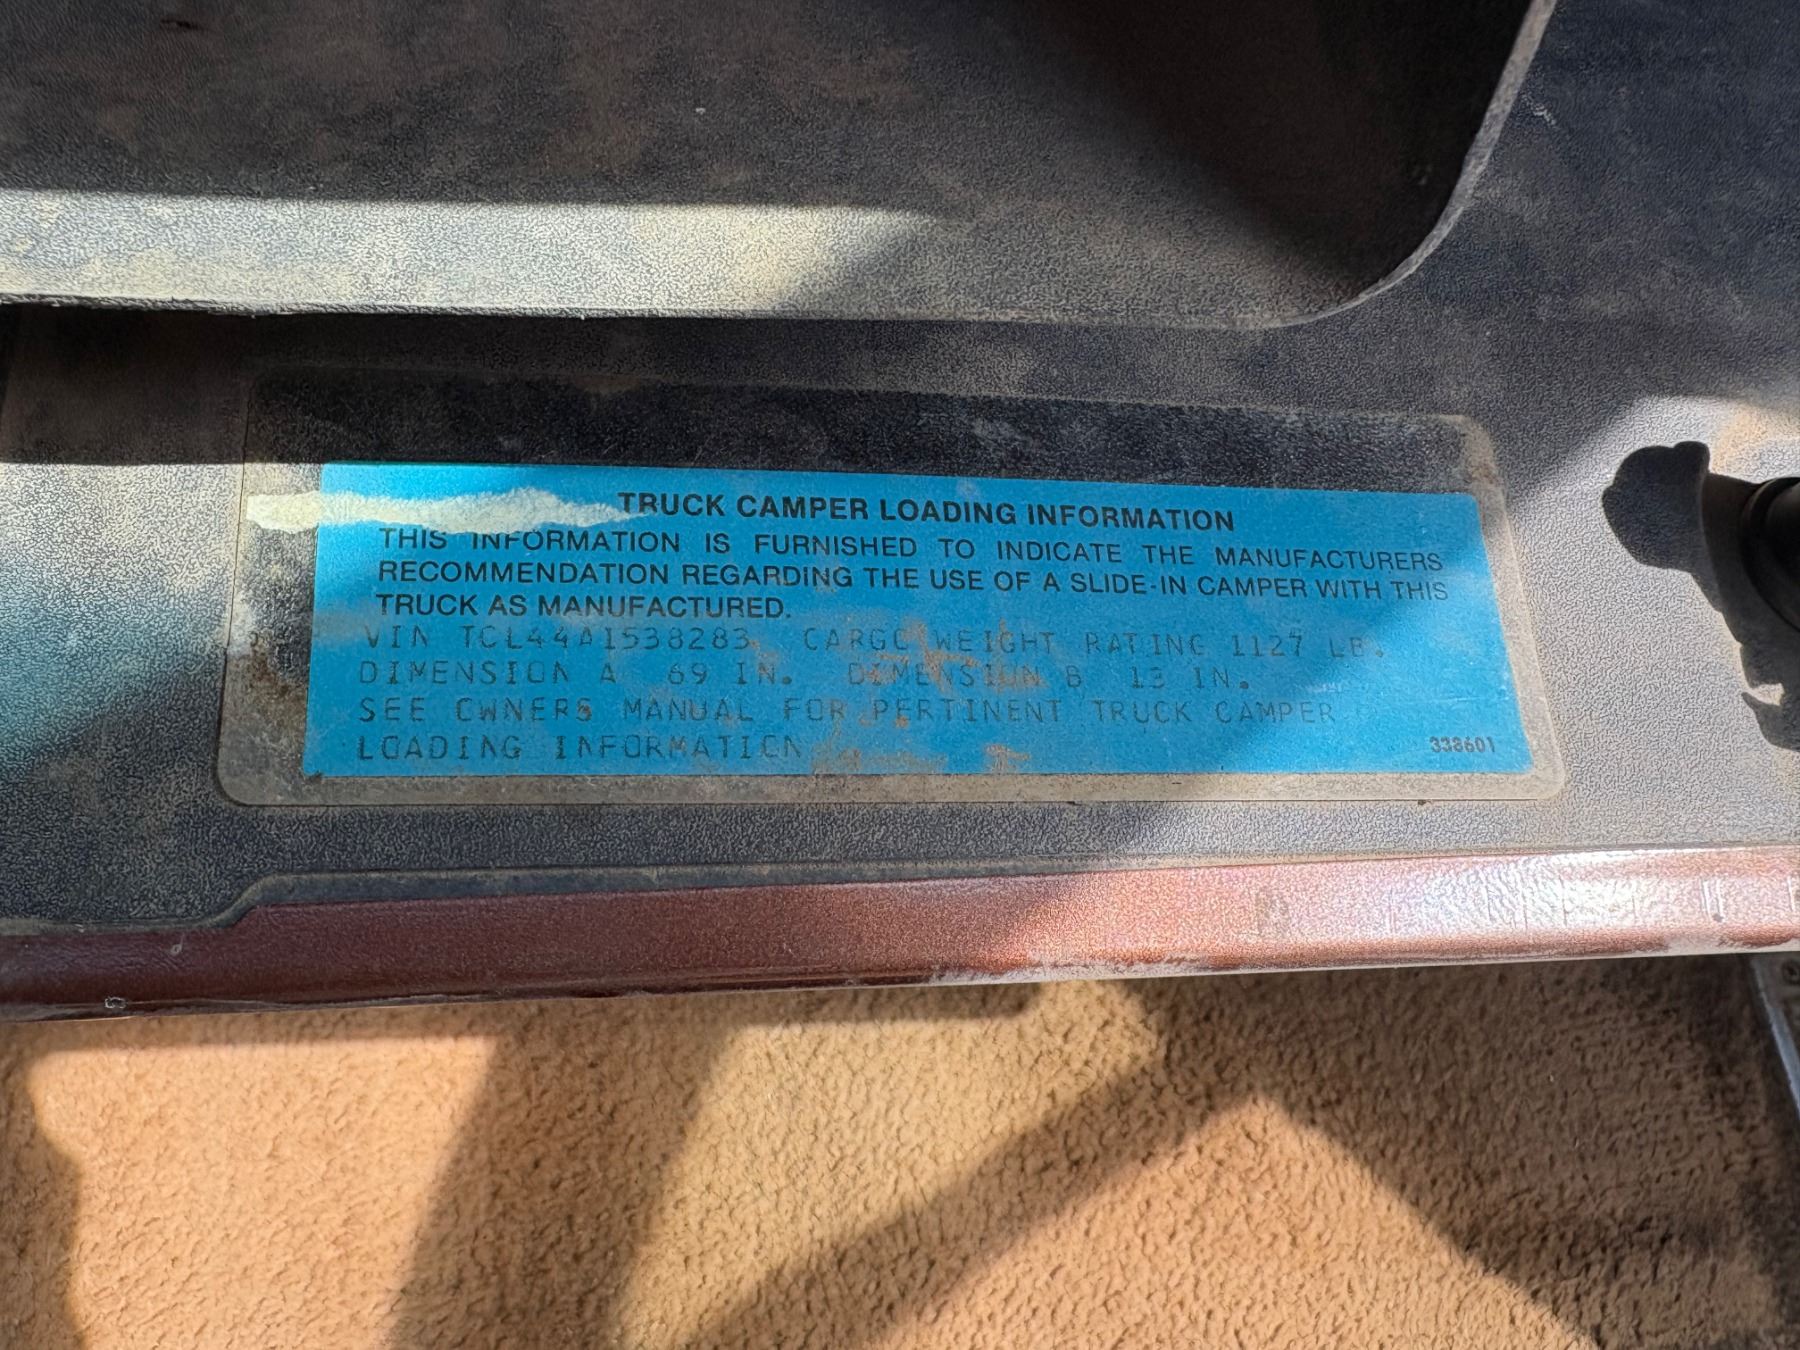 TRUCK CAMPER LOADING INFORMATION
THIS INFORMATION IS FURNISHED TO INDICATE THE MANUFACTURERS
RECOMMENDATION REGARDING THE USE OF A SLIDE-IN CAMPER WITH THIS
TRUCK AS MANUFACTURED.
VIN TCL44A1538283 CARGO WEIGHT RATING 1127 LB.
DIMENSION A 69 IN. DIMENSION B 13 IN.
SEE OWNERS MANUAL FOR PERTINENT TRUCK CAMPER
LOADING INFORMATION
338601